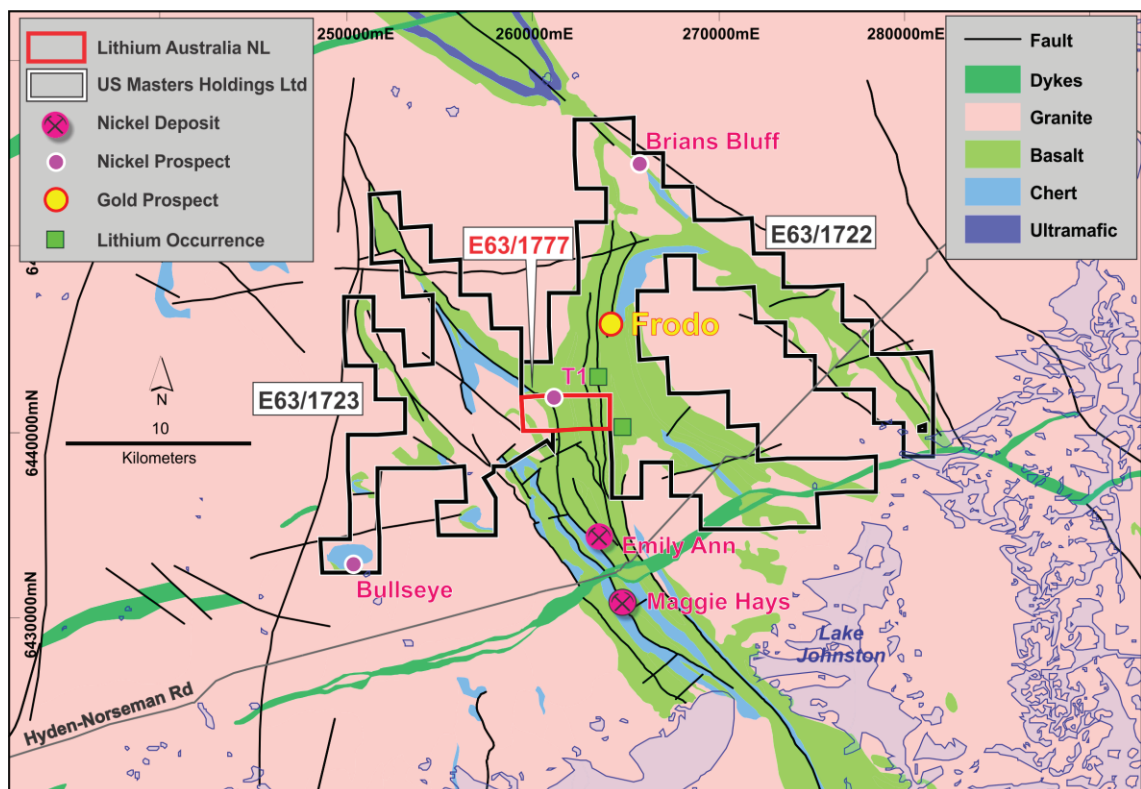 250000mE
260000mE
270000mE
280000mE
Lithium Australia NL
US Masters Holdings Ltd
Nickel Deposit
Nickel Prospect
Gold Prospect
Lithium Occurrence
Fault
Dykes
Granite
Basalt
Chert
Ultramafic
Brians Bluff
E63/1777
E63/1722
Frodo
T1
E63/1723
N
10
Kilometers
6440000mN
6430000mN
Emily Ann
Bullseye
Maggie Hays
Lake
Johnston
Hyden-Norseman Rd